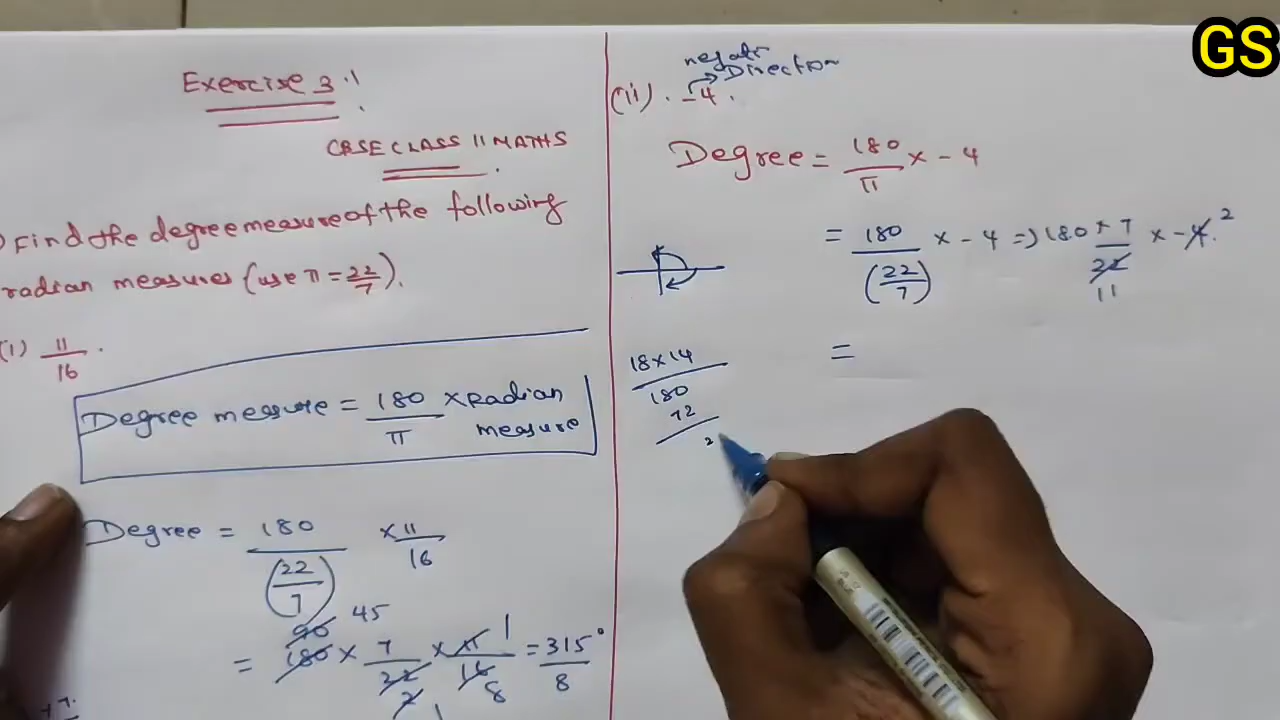 GS
Exercise 3.1
CBSE CLASS 11 MATHS
) Find the degree measure of the following
radian measures (use π = 22/7).
(i) 11/16.
Degree measure = 180/π × Radian measure
Degree = 180/(22/7) × 11/16
90 45
= 180 × 7/22 × 11/16 = 315°/8
1
2 8
1
negatv
Direction
(ii). -4.
Degree = 180/π × -4
= 180/(22/7) × -4 => 180 × 7/22 × -4. 2
11
18×14
180
72
2
=